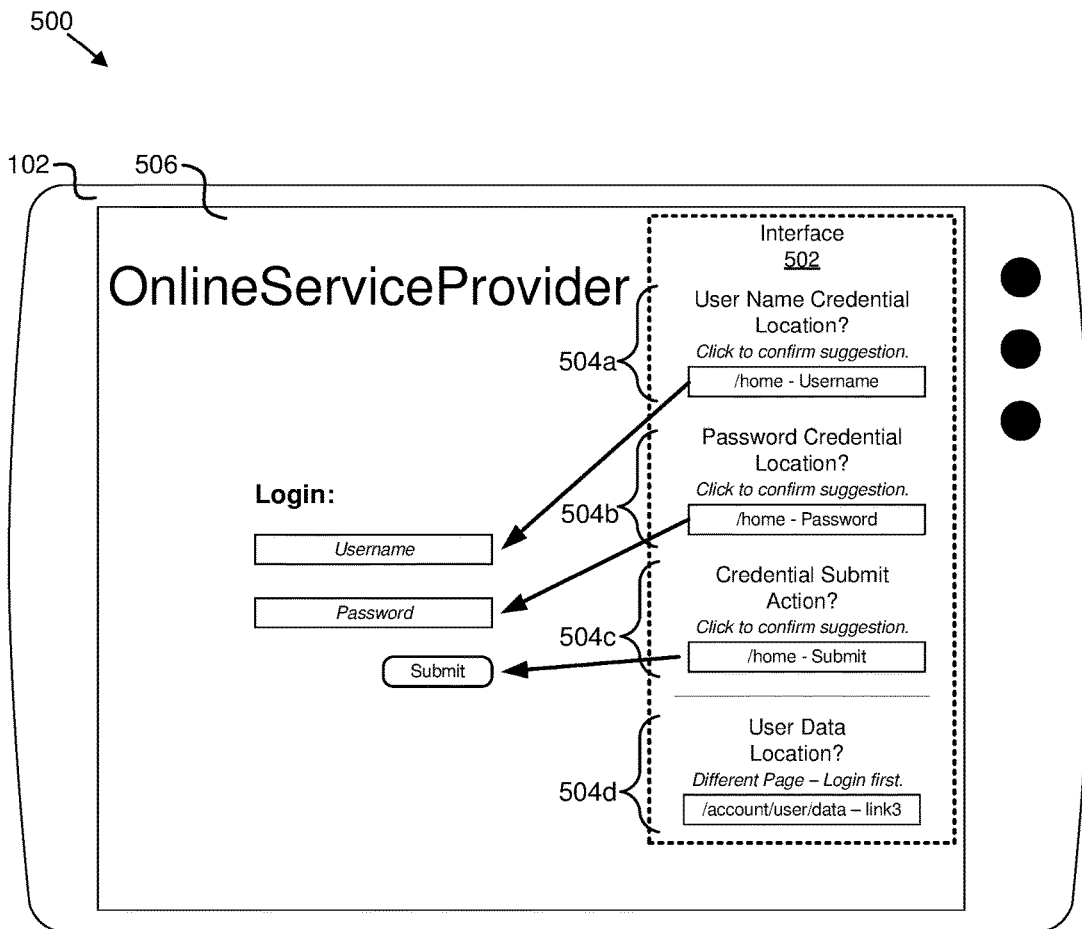 500
102
506
Interface
502
OnlineServiceProvider
User Name Credential
Location?
Click to confirm suggestion.
504a
/home - Username
Password Credential
Location?
Click to confirm suggestion.
504b
/home - Password
Login:
Username
Password
Submit
Credential Submit
Action?
Click to confirm suggestion.
504c
/home - Submit
User Data
Location?
Different Page – Login first.
504d
/account/user/data – link3